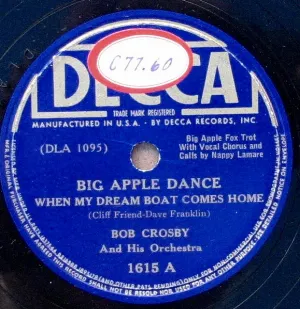 C77.60
DECCA
TRADE MARK REGISTERED
MANUFACTURED IN U.S.A. - BY DECCA RECORDS, INC.
(DLA 1095)
Big Apple Fox Trot
With Vocal Chorus and
Calls by Nappy Lamare
BIG APPLE DANCE
WHEN MY DREAM BOAT COMES HOME
(Cliff Friend-Dave Franklin)
BOB CROSBY
And His Orchestra
1615 A